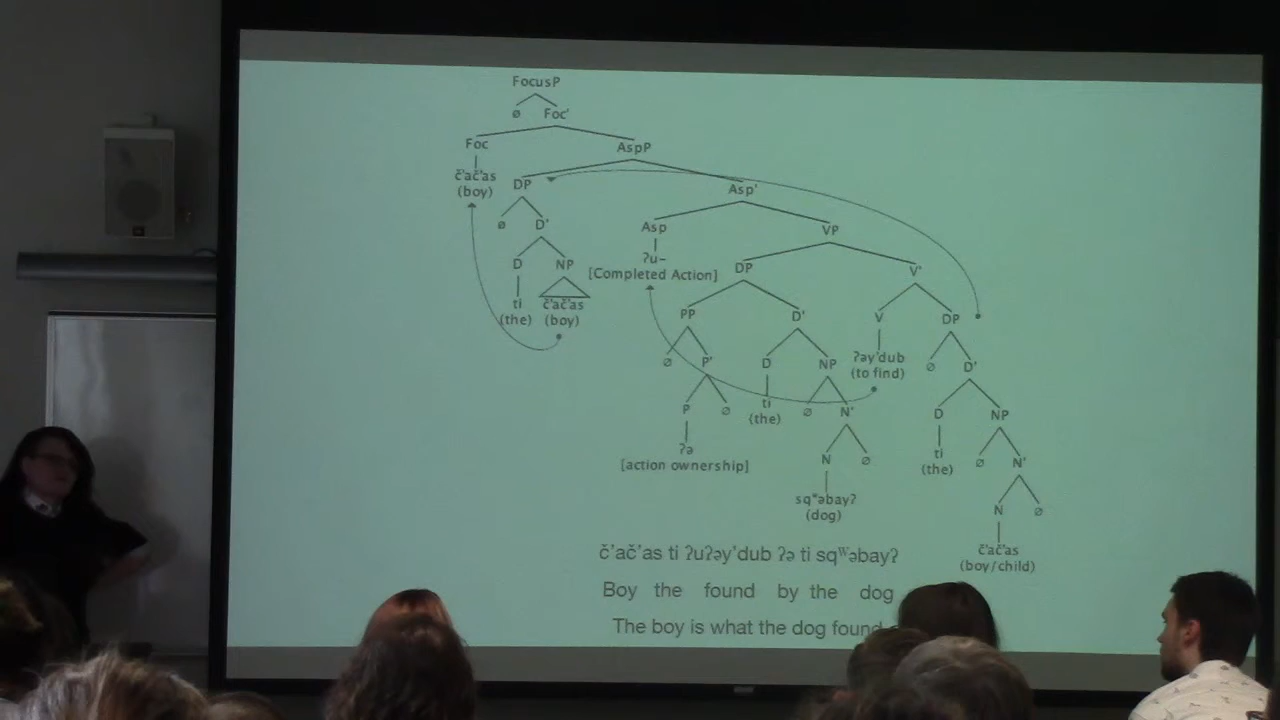 FocusP
ø Foc'
Foc AspP
č'ač'as (boy)
DP Asp'
ø D'
Asp VP
D NP
ʔu- [Completed Action]
DP V'
ti (the)
č'ač'as (boy)
PP D' V DP
ø P' D NP
ʔəy'dub (to find)
ø D'
P ø
ti (the)
ø N'
D NP
ʔə [action ownership]
N ø
ti (the)
ø N'
sqʷəbayʔ (dog)
N ø
č'ač'as (boy/child)
č'ač'as ti ʔuʔəy'dub ʔə ti sqʷəbayʔ
Boy the found by the dog
The boy is what the dog found